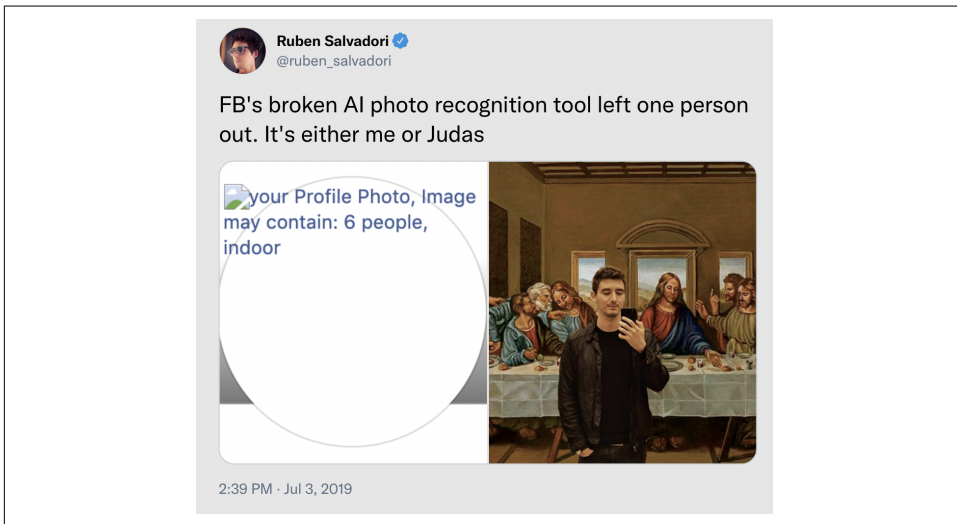 Ruben Salvadori
@ruben_salvadori
FB's broken AI photo recognition tool left one person
out. It's either me or Judas
your Profile Photo, Image
may contain: 6 people,
indoor
2:39 PM · Jul 3, 2019